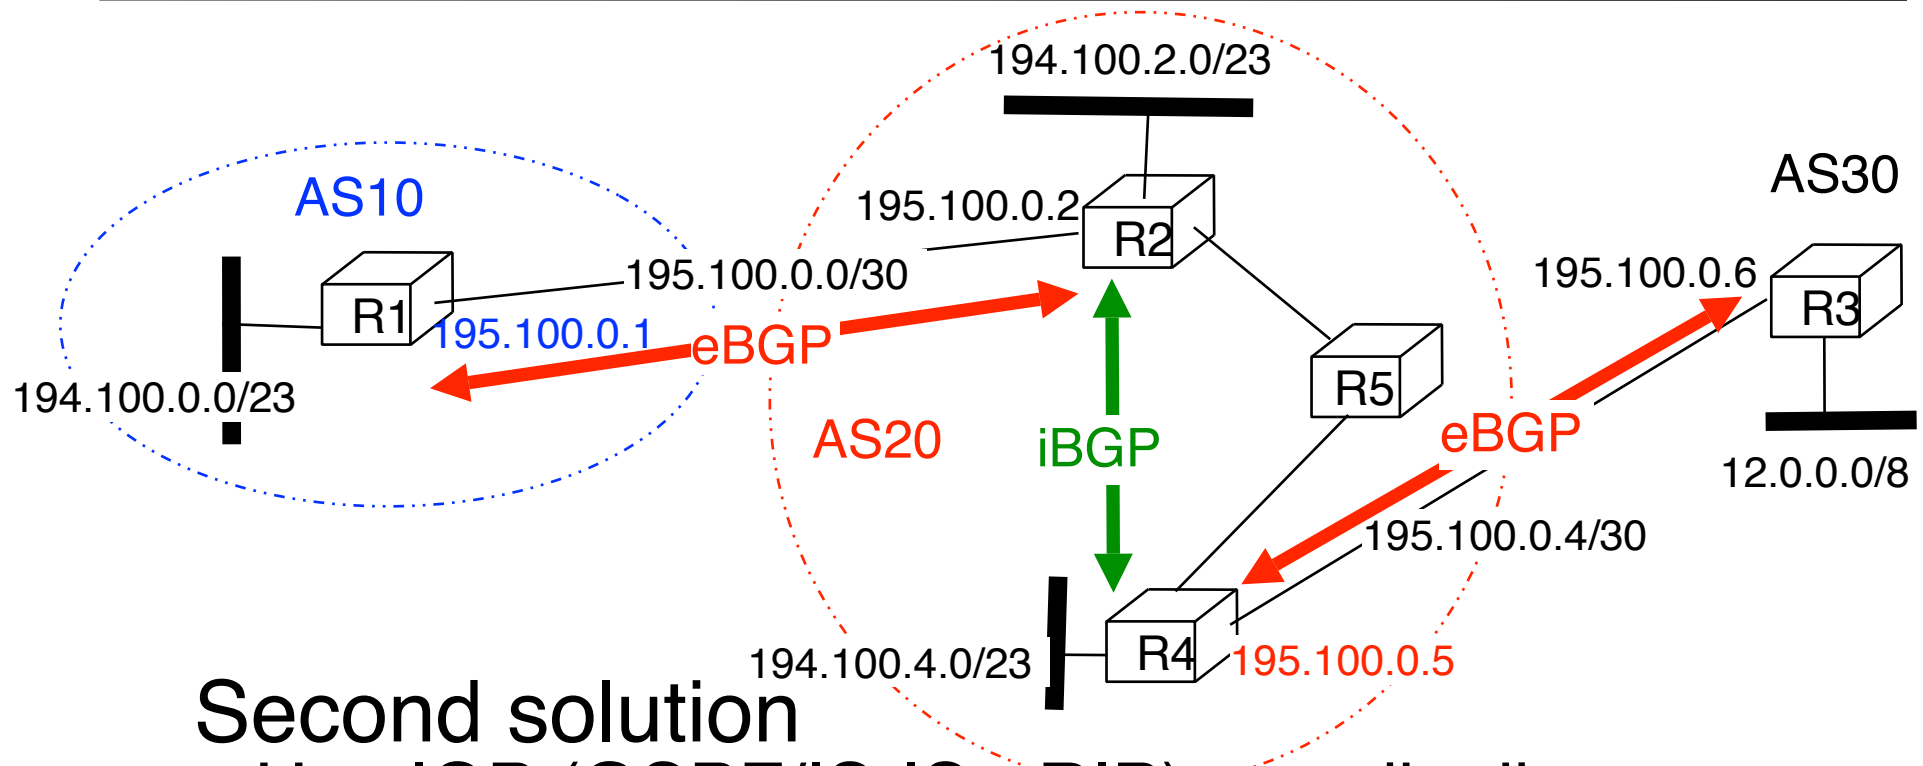 194.100.2.0/23
AS10
195.100.0.2
AS30
R2
195.100.0.0/30
195.100.0.6
R1
195.100.0.1
eBGP
R3
194.100.0.0/23
R5
AS20
iBGP
eBGP
12.0.0.0/8
195.100.0.4/30
194.100.4.0/23
R4
195.100.0.5
Second solution